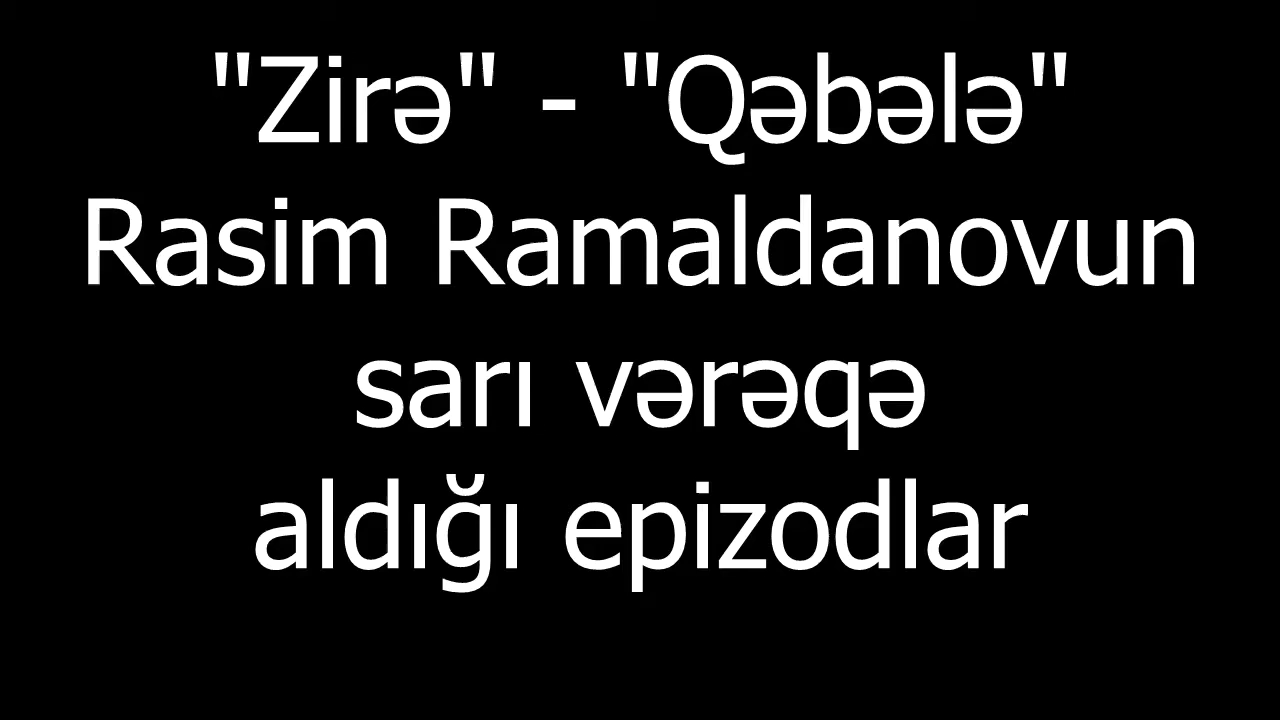 "Zirə" - "Qəbələ"
Rasim Ramaldanovun
sarı vərəqə
aldığı epizodlar